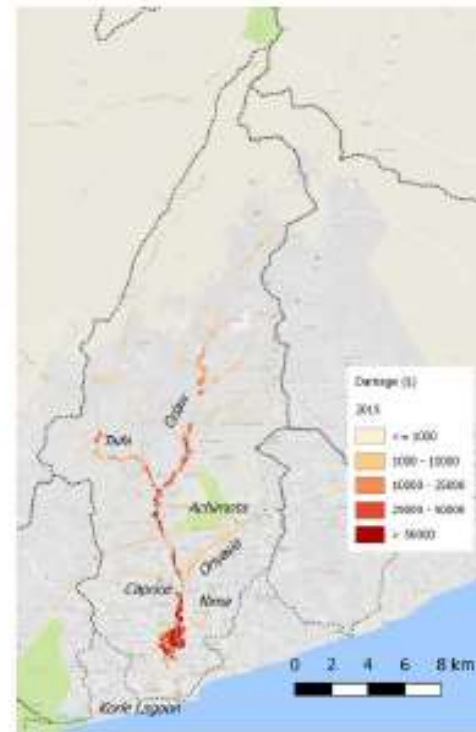 Damage ($)
2015
<= 1000
1000 - 10000
10000 - 25000
25000 - 50000
> 50000
Odaw
Achimota
Onyasia
Caprice
Nima
Korle Lagoon
0 2 4 6 8 km